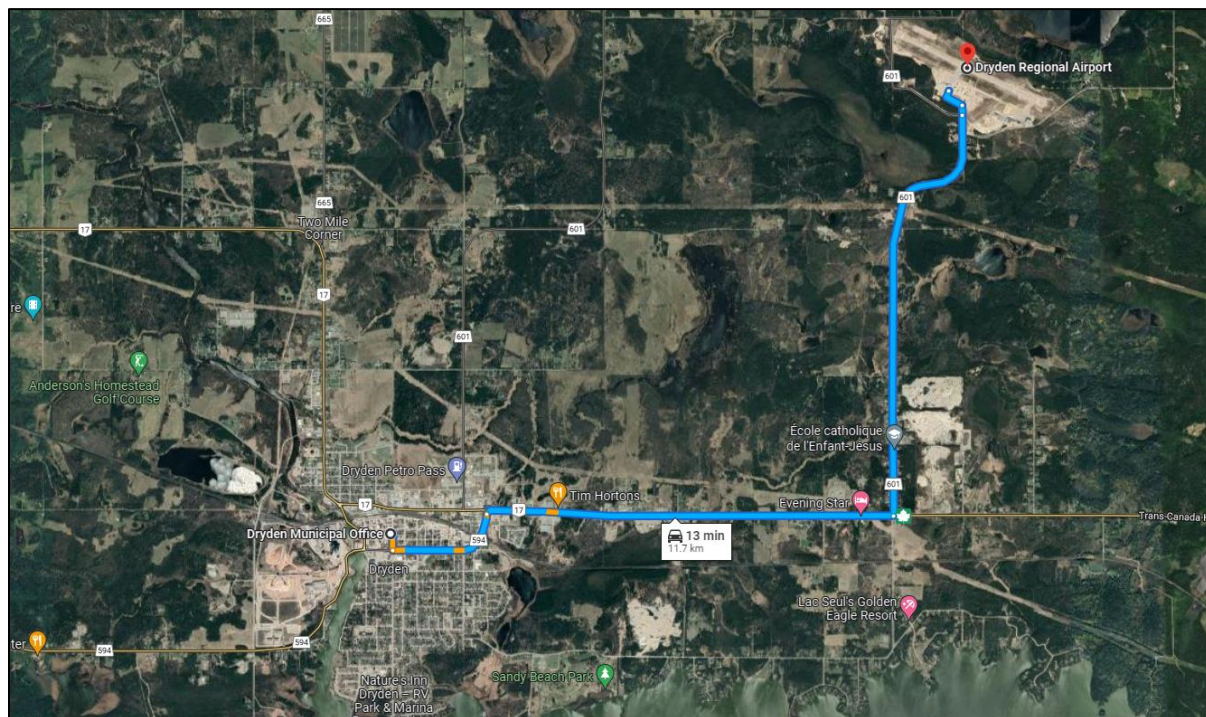 665
601
Dryden Regional Airport
665
601
17
Two Mile
Corner
601
17
re
601
Anderson's Homestead
Golf Course
École catholique
de l'Enfant-Jésus
Dryden Petro Pass
601
Tim Hortons
Evening Star
17
17
Trans-Canada H
Dryden Municipal Office
594
13 min
11.7 km
Dryden
Lac Seul's Golden
Eagle Resort
594
ter
594
Nature's Inn
Dryden – RV
Park & Marina
Sandy Beach Park